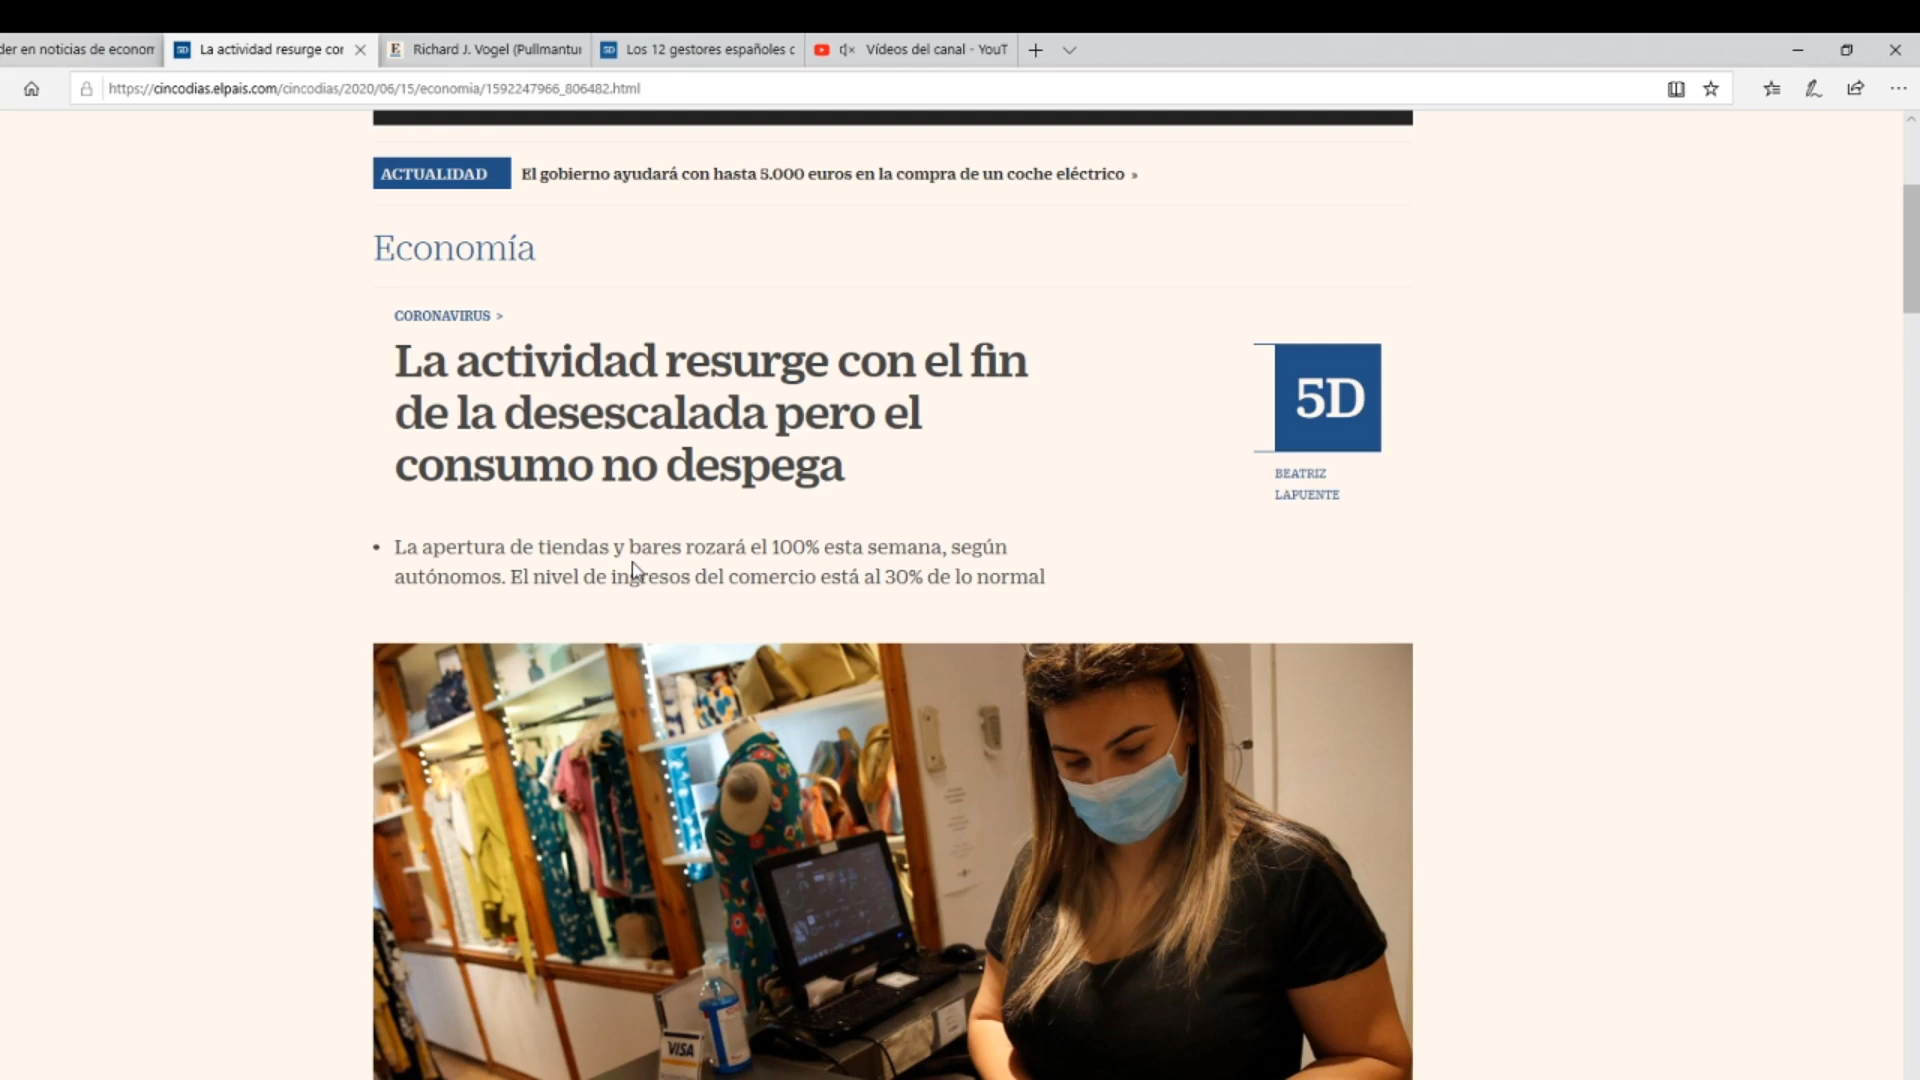 der en noticias de econom
La actividad resurge cor
Richard J. Vogel (Pullmantur
Los 12 gestores españoles c
Vídeos del canal - YouT
https://cincodias.elpais.com/cincodias/2020/06/15/economia/1592247966_806482.html
ACTUALIDAD
El gobierno ayudará con hasta 5.000 euros en la compra de un coche eléctrico »
Economía
CORONAVIRUS >
La actividad resurge con el fin
de la desescalada pero el
consumo no despega
5D
BEATRIZ
LAPUENTE
• La apertura de tiendas y bares rozará el 100% esta semana, según
autónomos. El nivel de ingresos del comercio está al 30% de lo normal
VISA